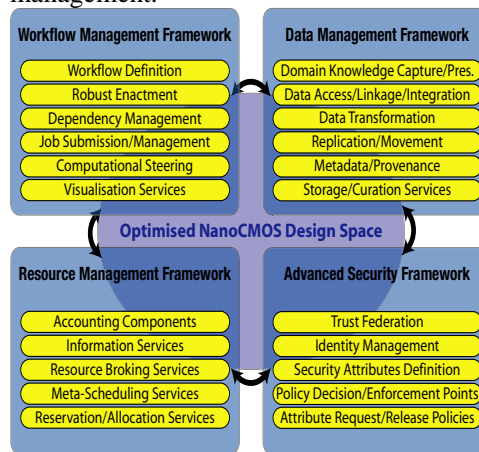 management.
Workflow Management Framework
Workflow Definition
Robust Enactment
Dependency Management
Job Submission/Management
Computational Steering
Visualisation Services
Data Management Framework
Domain Knowledge Capture/Pres.
Data Access/Linkage/Integration
Data Transformation
Replication/Movement
Metadata/Provenance
Storage/Curation Services
Optimised NanoCMOS Design Space
Resource Management Framework
Accounting Components
Information Services
Resource Broking Services
Meta-Scheduling Services
Reservation/Allocation Services
Advanced Security Framework
Trust Federation
Identity Management
Security Attributes Definition
Policy Decision/Enforcement Points
Attribute Request/Release Policies